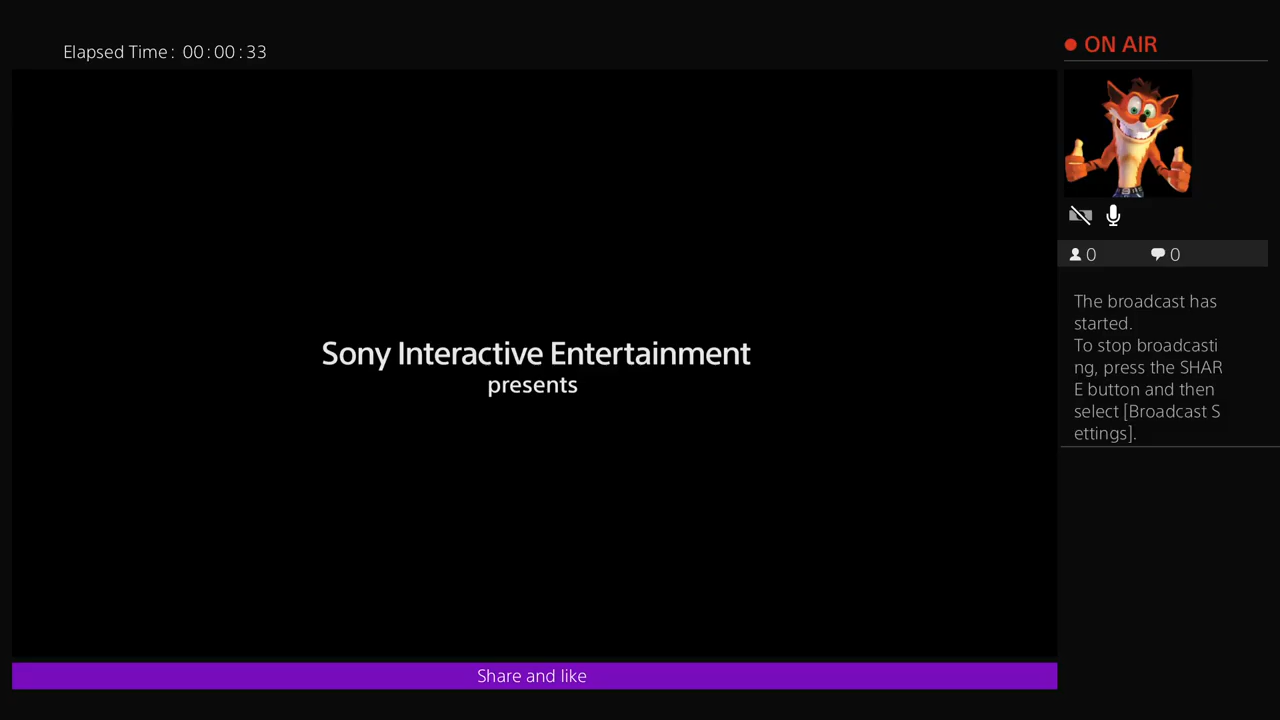 Elapsed Time: 00:00:33
ON AIR
Sony Interactive Entertainment
presents
0 0
The broadcast has
started.
To stop broadcasti
ng, press the SHAR
E button and then
select [Broadcast S
ettings].
Share and like